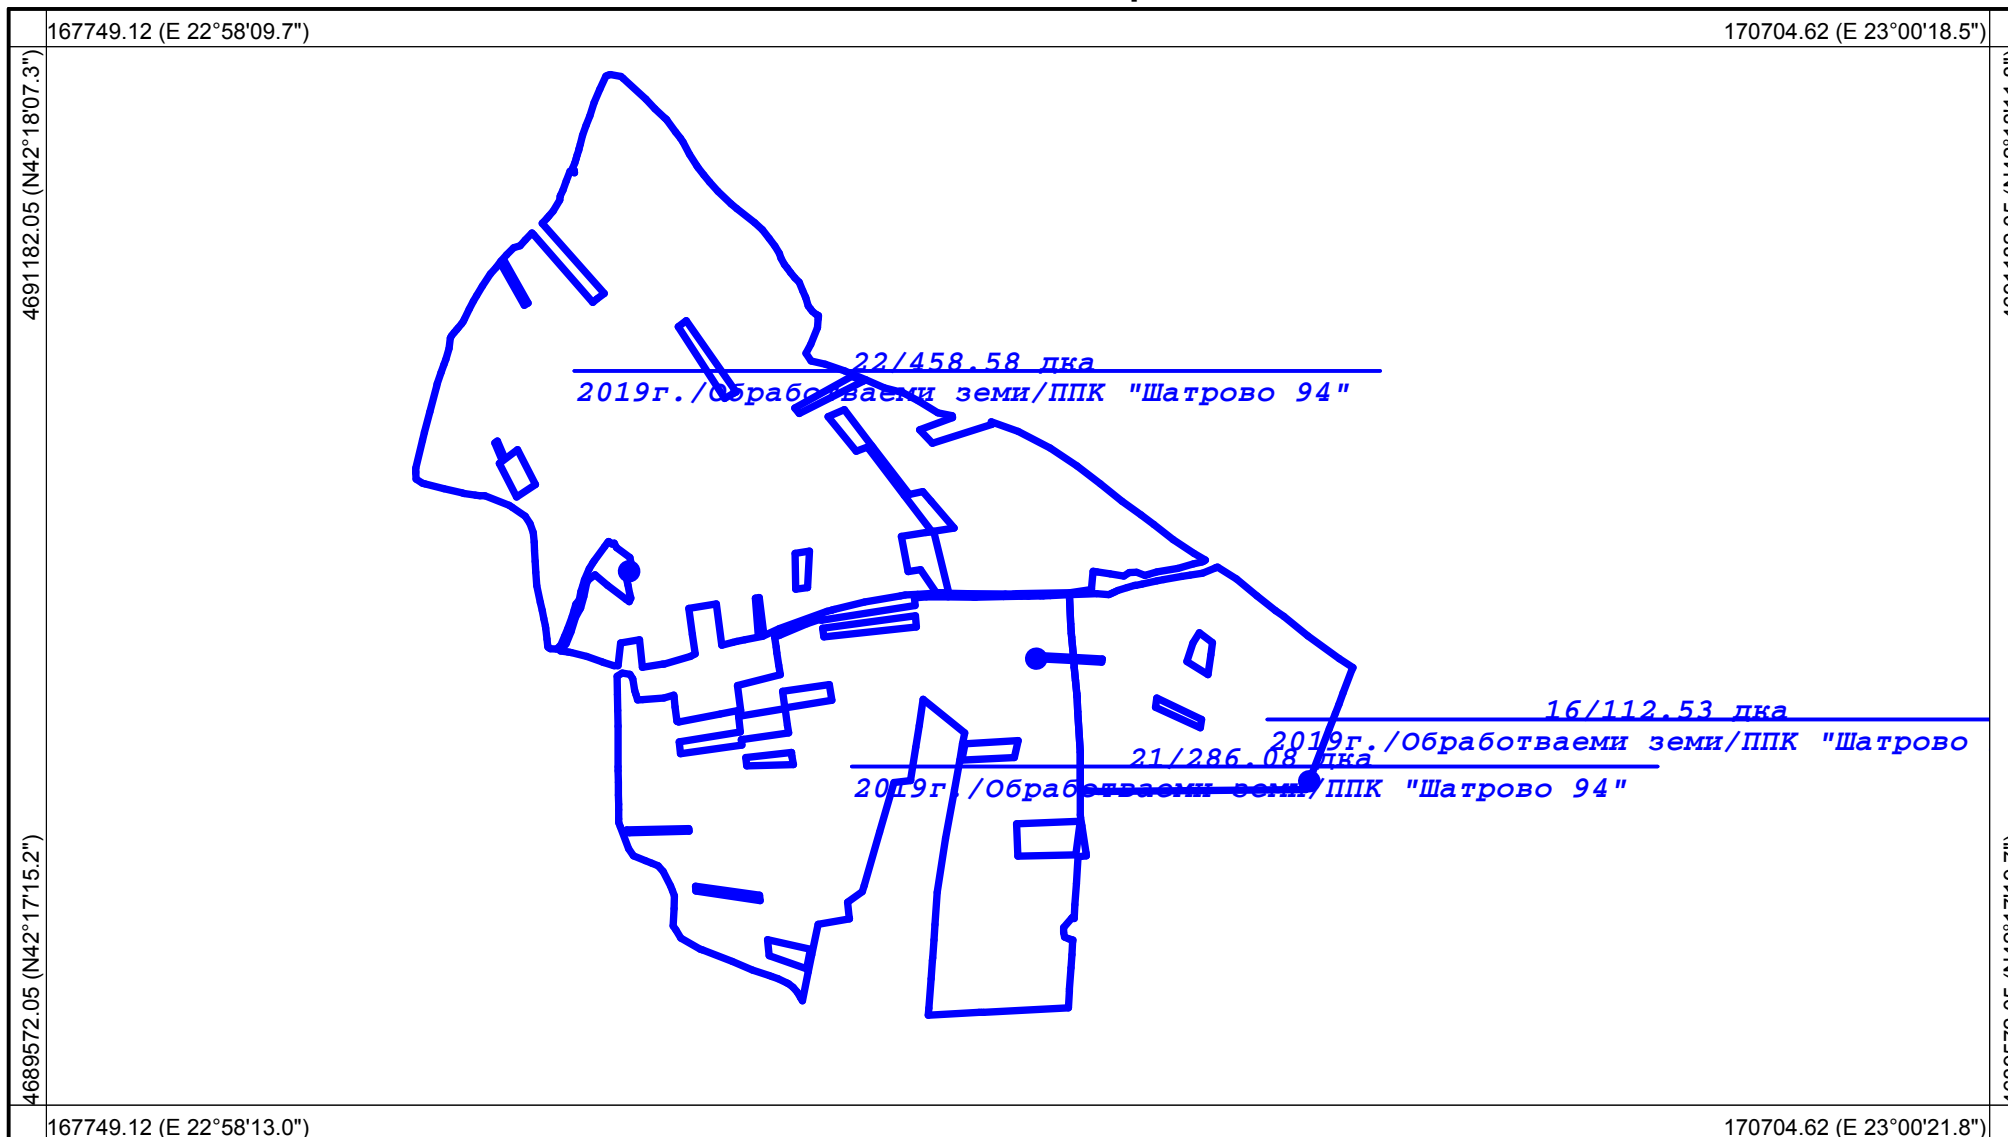 167749.12 (E 22°58'09.7")
170704.62 (E 23°00'18.5")
4691182.05 (N42°18'07.3")
22/458.58 дка
2019г./Обработваеми земи/ППК "Шатрово 94"
16/112.53 дка
2019г./Обработваеми земи/ППК "Шатрово
21/286.08 дка
2019г./Обработваеми земи/ППК "Шатрово 94"
4689572.05 (N42°17'15.2")
167749.12 (E 22°58'13.0")
170704.62 (E 23°00'21.8")